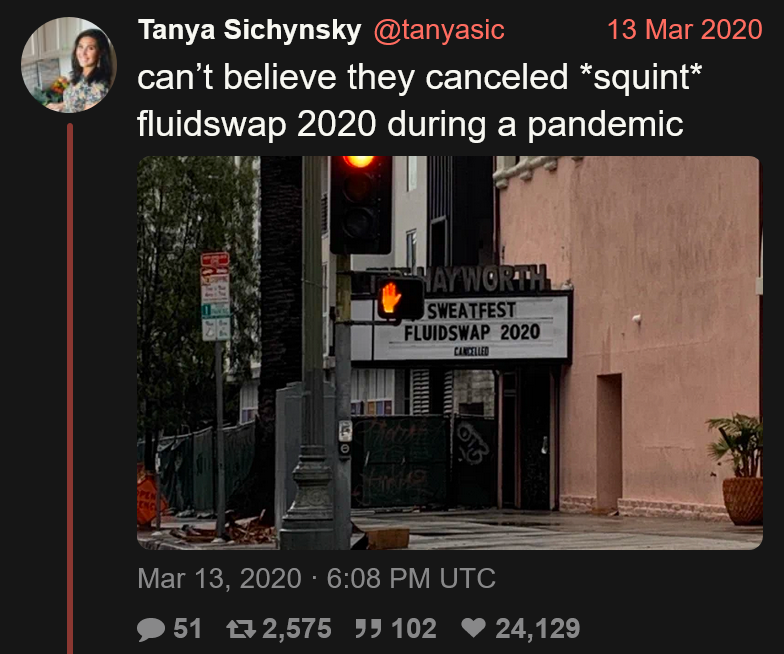 Tanya Sichynsky @tanyasic 13 Mar 2020
can’t believe they canceled *squint*
fluidswap 2020 during a pandemic
HAYWORTH
SWEATFEST
FLUIDSWAP 2020
CANCELLED
Mar 13, 2020 · 6:08 PM UTC
51 2,575 102 24,129